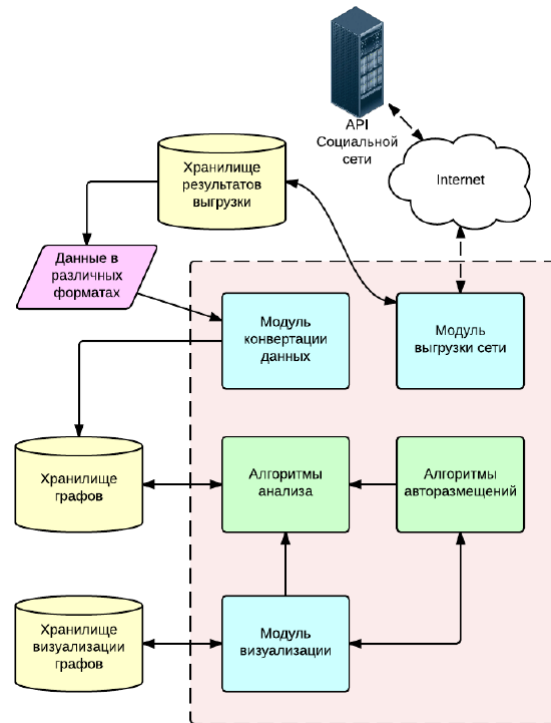 API
Социальной
сети
Internet
Хранилище
результатов
выгрузки
Данные в
различных
форматах
Модуль
конвертации
данных
Модуль
выгрузки сети
Хранилище
графов
Алгоритмы
анализа
Алгоритмы
авторазмещений
Хранилище
визуализации
графов
Модуль
визуализации